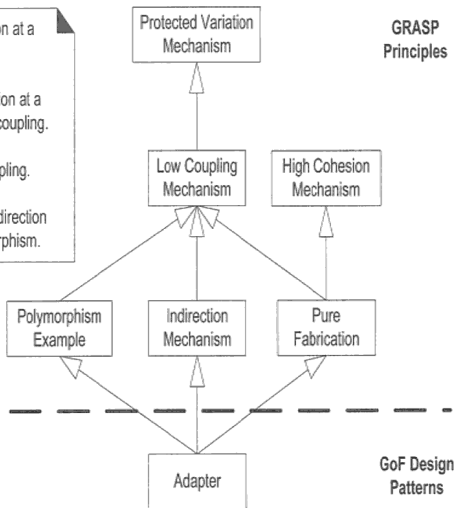 on at a
ion at a
coupling.
pling.
direction
rphism.
Protected Variation
Mechanism
GRASP
Principles
Low Coupling
Mechanism
High Cohesion
Mechanism
Polymorphism
Example
Indirection
Mechanism
Pure
Fabrication
Adapter
GoF Design
Patterns